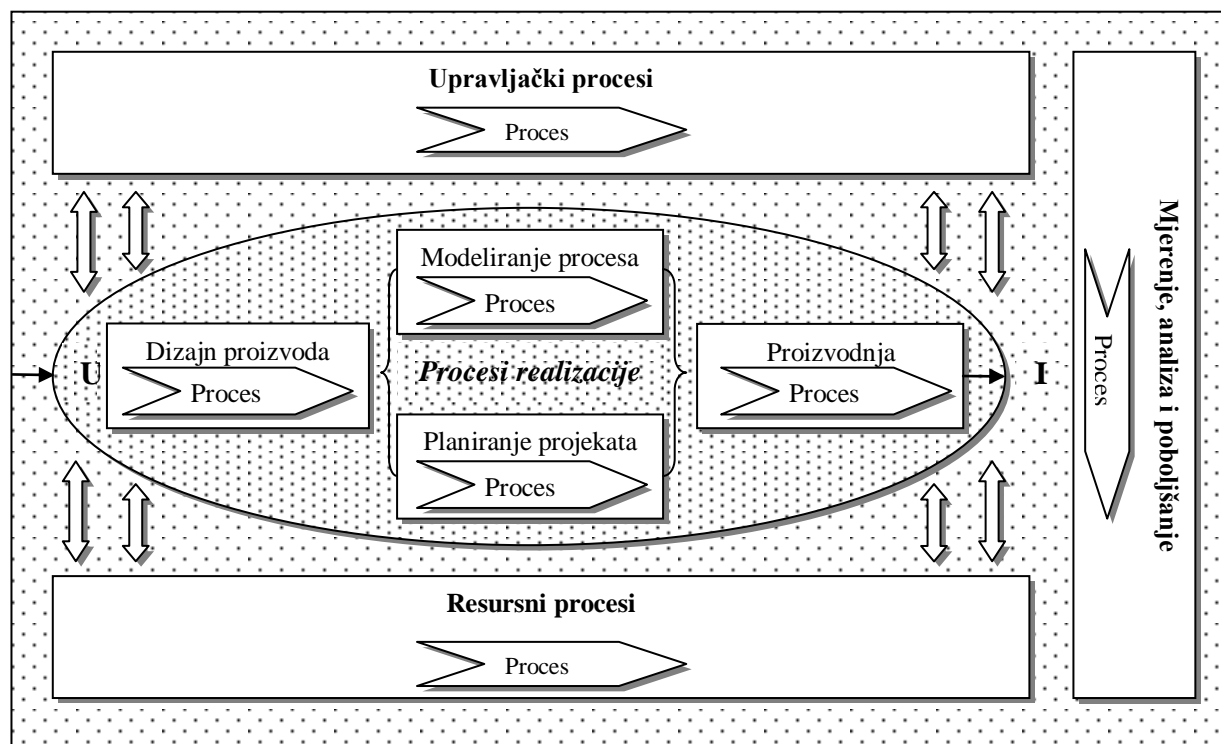 Upravljački procesi
Proces
Modeliranje procesa
Proces
Dizajn proizvoda
Proces
U
Procesi realizacije
Proizvodnja
Proces
I
Planiranje projekata
Proces
Resursni procesi
Proces
Mjerenje, analiza i poboljšanje
Proces